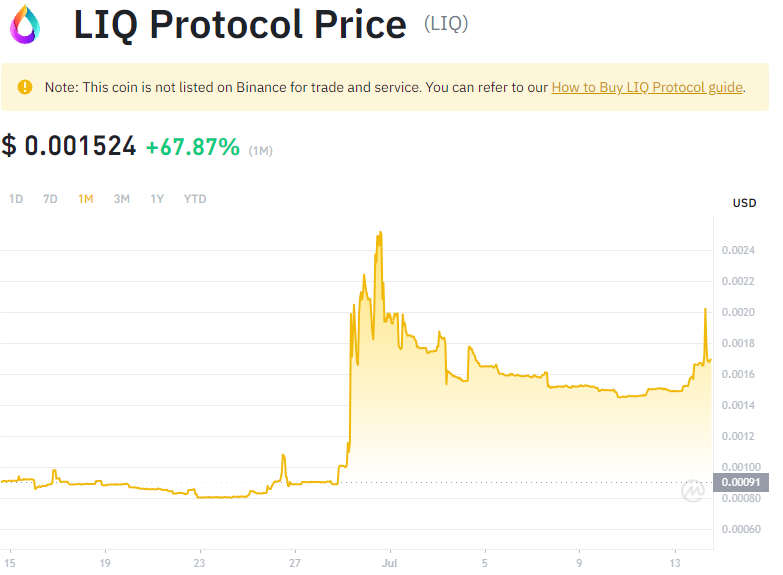 LIQ Protocol Price (LIQ)
Note: This coin is not listed on Binance for trade and service. You can refer to our How to Buy LIQ Protocol guide.
$ 0.001524 +67.87% (1M)
1D 7D 1M 3M 1Y YTD
USD
0.0024
0.0022
0.0020
0.0018
0.0016
0.0014
0.0012
0.00100
0.00091
0.00080
0.00060
15 19 23 27 Jul 5 9 13